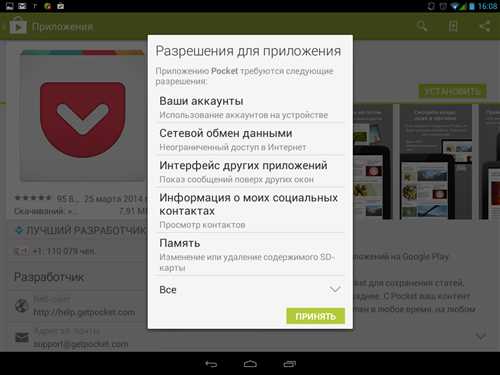 16:08
Приложения
Разрешения для приложения
Приложению Pocket требуются следующие
разрешения:
Ваши аккаунты
Использование аккаунтов на устройстве
Сетевой обмен данными
Неограниченный доступ в Интернет
Интерфейс других приложений
Показ сообщений поверх других окон
Информация о моих социальных
контактах
Просмотр контактов
Память
Изменение или удаление содержимого SD-
карты
Все
ПРИНЯТЬ
УСТАНОВИТЬ
95 8
25 марта 2014
Скачиваний:
7,91 М
ЛУЧШИЙ РАЗРАБОТЧИК
+1: 110 079 чел.
Разработчик
Веб-сайт
http://help.getpocket.com
Адрес эл. почты
support@getpocket.com
на Google Play.
для сохранения статей,
С Pocket ваш контент
в любое время, на любом